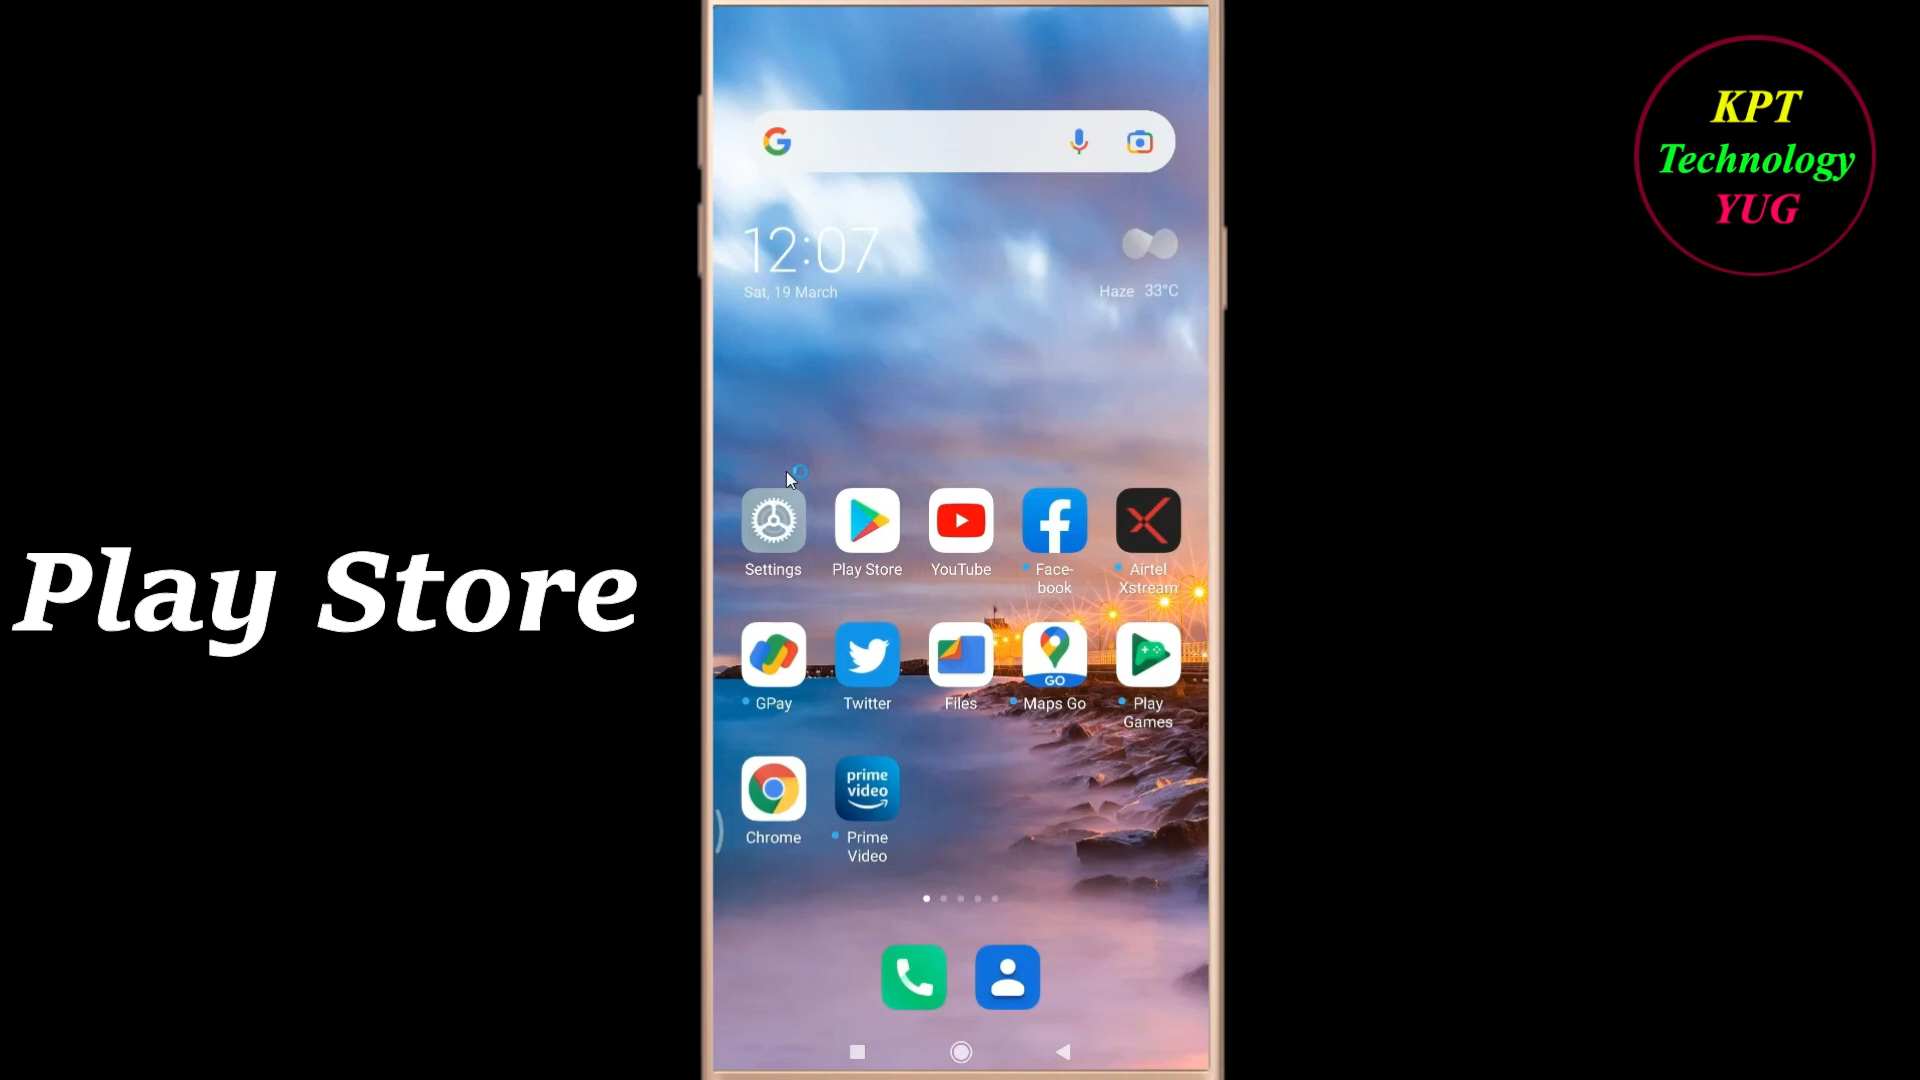 KPT
Technology
YUG
12:07
Sat, 19 March
Haze 33°C
Play Store
Settings
Play Store
YouTube
Face-
book
Airtel
Xstream
GO
GPay
Twitter
Files
Maps Go
Play
Games
prime
video
Chrome
Prime
Video